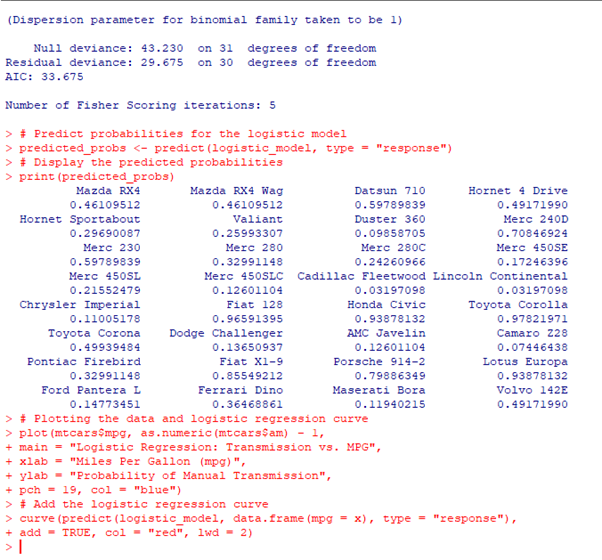 (Dispersion parameter for binomial family taken to be 1)
Null deviance: 43.230 on 31 degrees of freedom
Residual deviance: 29.675 on 30 degrees of freedom
AIC: 33.675
Number of Fisher Scoring iterations: 5
> # Predict probabilities for the logistic model
> predicted_probs <- predict(logistic_model, type = "response")
> # Display the predicted probabilities
> print(predicted_probs)
Mazda RX4 Mazda RX4 Wag Datsun 710 Hornet 4 Drive
0.46109512 0.46109512 0.59789839 0.49171990
Hornet Sportabout Valiant Duster 360 Merc 240D
0.29690087 0.25993307 0.09858705 0.70846924
Merc 230 Merc 280 Merc 280C Merc 450SE
0.59789839 0.32991148 0.24260966 0.17246396
Merc 450SL Merc 450SLC Cadillac Fleetwood Lincoln Continental
0.21552479 0.12601104 0.03197098 0.03197098
Chrysler Imperial Fiat 128 Honda Civic Toyota Corolla
0.11005178 0.96591395 0.93878132 0.97821971
Toyota Corona Dodge Challenger AMC Javelin Camaro Z28
0.49939484 0.13650937 0.12601104 0.07446438
Pontiac Firebird Fiat X1-9 Porsche 914-2 Lotus Europa
0.32991148 0.85549212 0.79886349 0.93878132
Ford Pantera L Ferrari Dino Maserati Bora Volvo 142E
0.14773451 0.36468861 0.11940215 0.49171990
> # Plotting the data and logistic regression curve
> plot(mtcars$mpg, as.numeric(mtcars$am) - 1,
+ main = "Logistic Regression: Transmission vs. MPG",
+ xlab = "Miles Per Gallon (mpg)",
+ ylab = "Probability of Manual Transmission",
+ pch = 19, col = "blue")
> # Add the logistic regression curve
> curve(predict(logistic_model, data.frame(mpg = x), type = "response"),
+ add = TRUE, col = "red", lwd = 2)
>